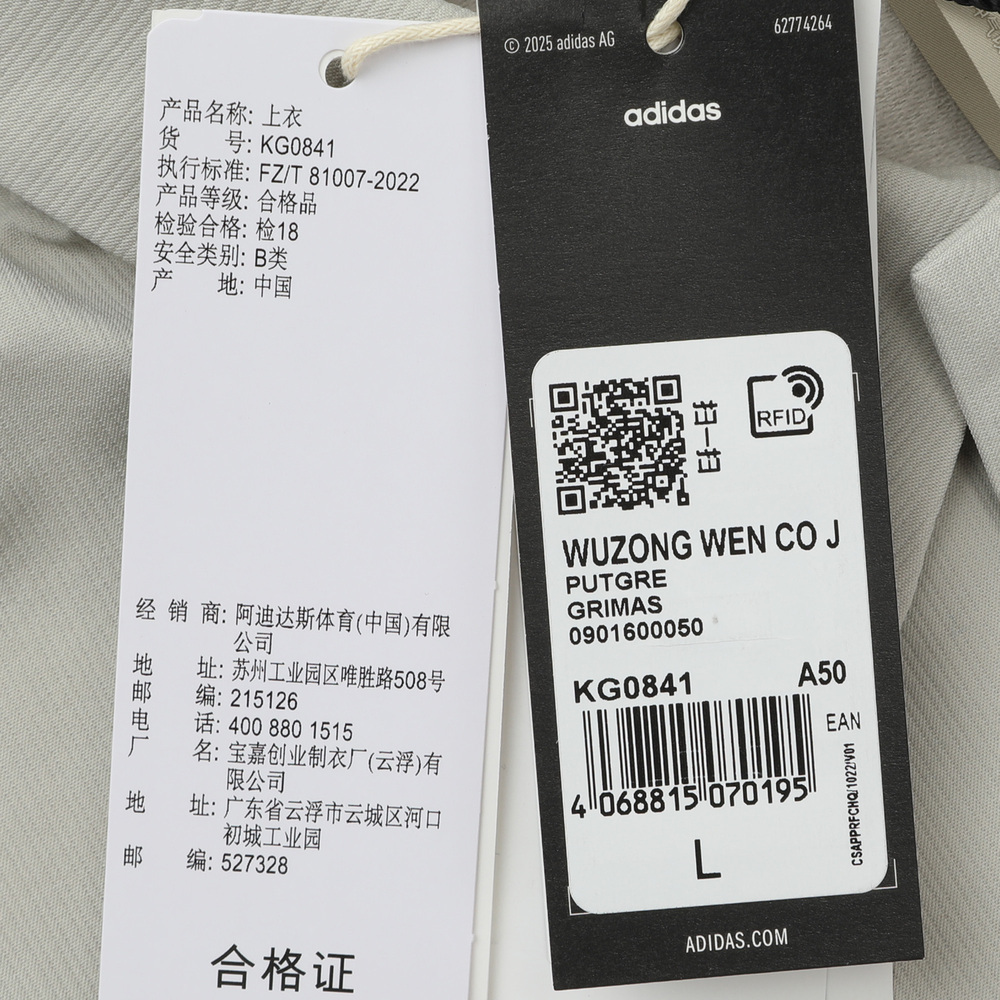 产品名称: 上衣
货 号: KG0841
执行标准: FZ/T 81007-2022
产品等级: 合格品
检验合格: 检18
安全类别: B类
产 地: 中国
经 销 商: 阿迪达斯体育(中国)有限
公司
地 址: 苏州工业园区唯胜路508号
邮 编: 215126
电 话: 400 880 1515
厂 名: 宝嘉创业制衣厂(云浮)有
限公司
地 址: 广东省云浮市云城区河口
初城工业园
邮 编: 527328
合格证
© 2025 adidas AG
62774264
adidas
扫一扫
RFID
WUZONG WEN CO J
PUTGRE
GRIMAS
0901600050
KG0841 A50
EAN
4 068815 070195
CSAPPRFCHQ/1022/V01
L
ADIDAS.COM